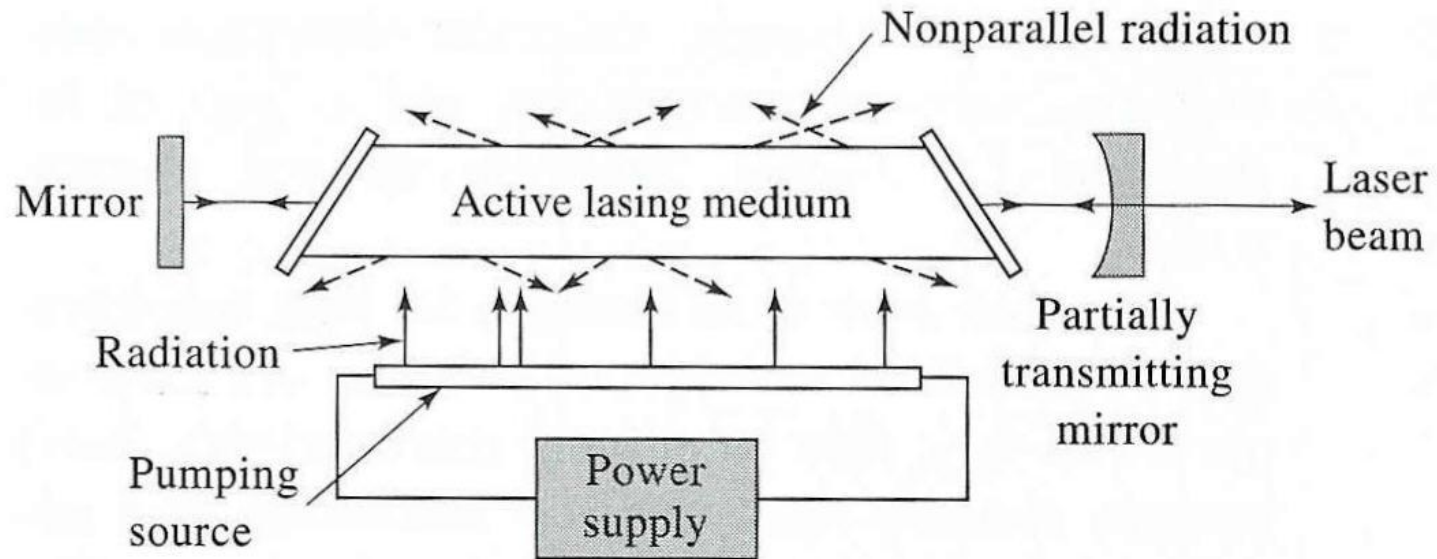 Nonparallel radiation
Mirror
Active lasing medium
Laser
beam
Radiation
Partially
transmitting
mirror
Pumping
source
Power
supply